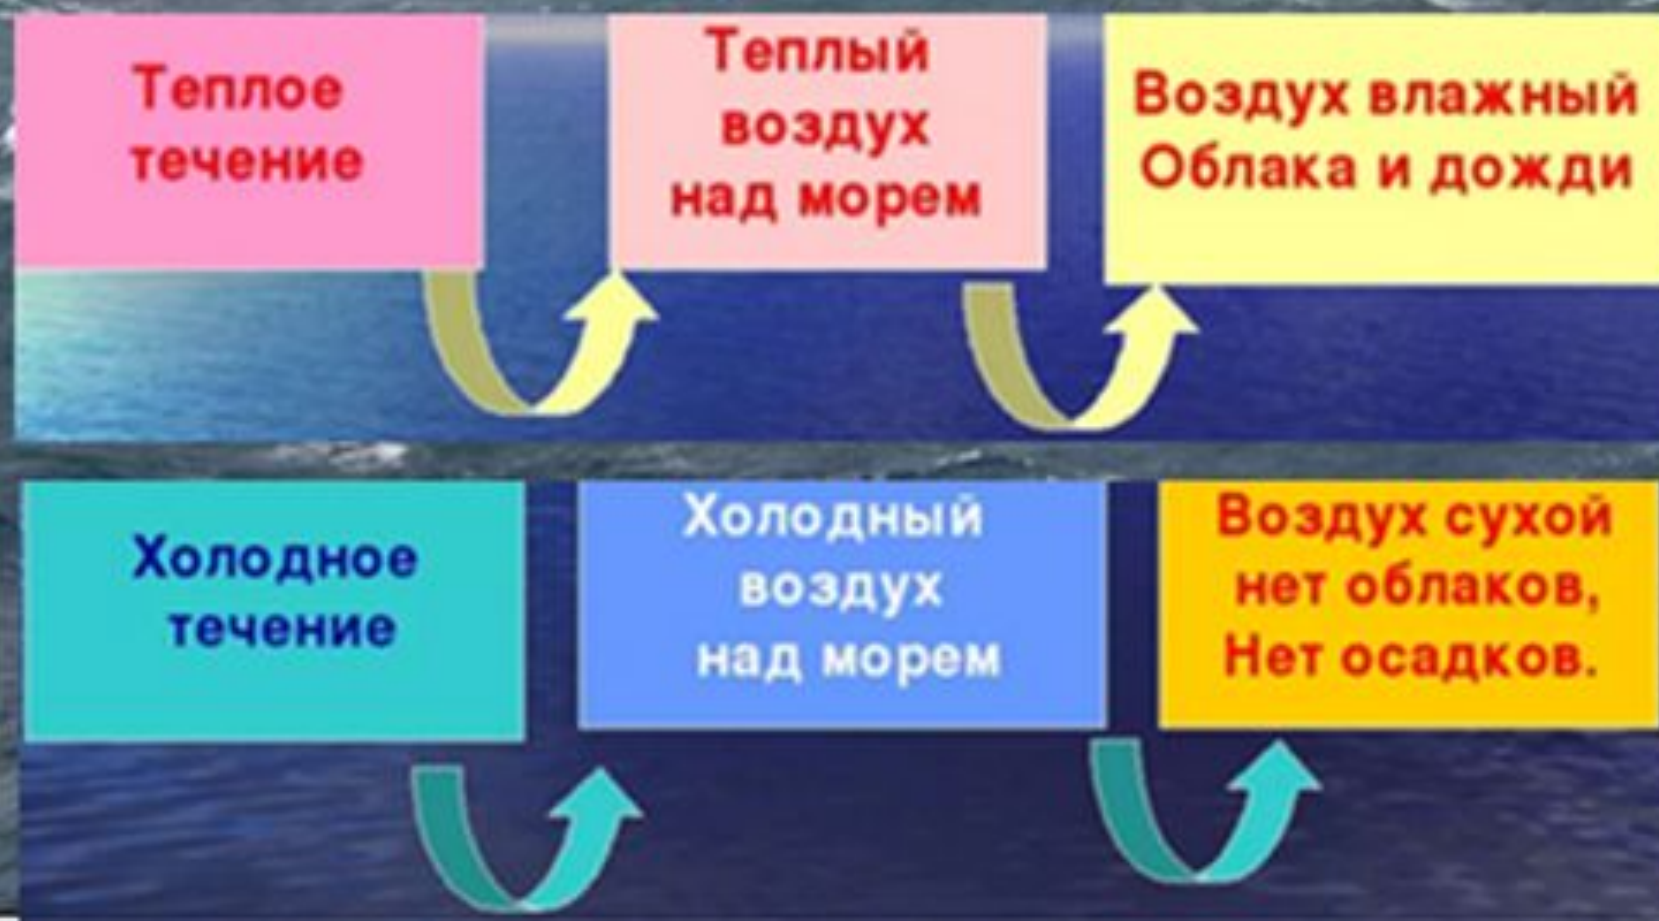 Теплое
течение
Теплый
воздух
над морем
Воздух влажный
Облака и дожди
Холодное
течение
Холодный
воздух
над морем
Воздух сухой
нет облаков,
Нет осадков.